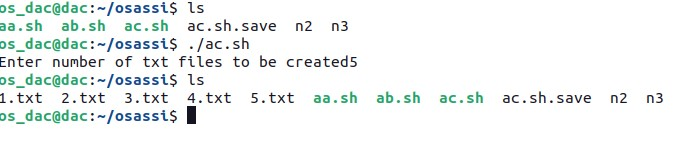 os_dac@dac:~/osassi$ ls
aa.sh  ab.sh  ac.sh  ac.sh.save  n2  n3
os_dac@dac:~/osassi$ ./ac.sh
Enter number of txt files to be created5
os_dac@dac:~/osassi$ ls
1.txt  2.txt  3.txt  4.txt  5.txt  aa.sh  ab.sh  ac.sh  ac.sh.save  n2  n3
os_dac@dac:~/osassi$